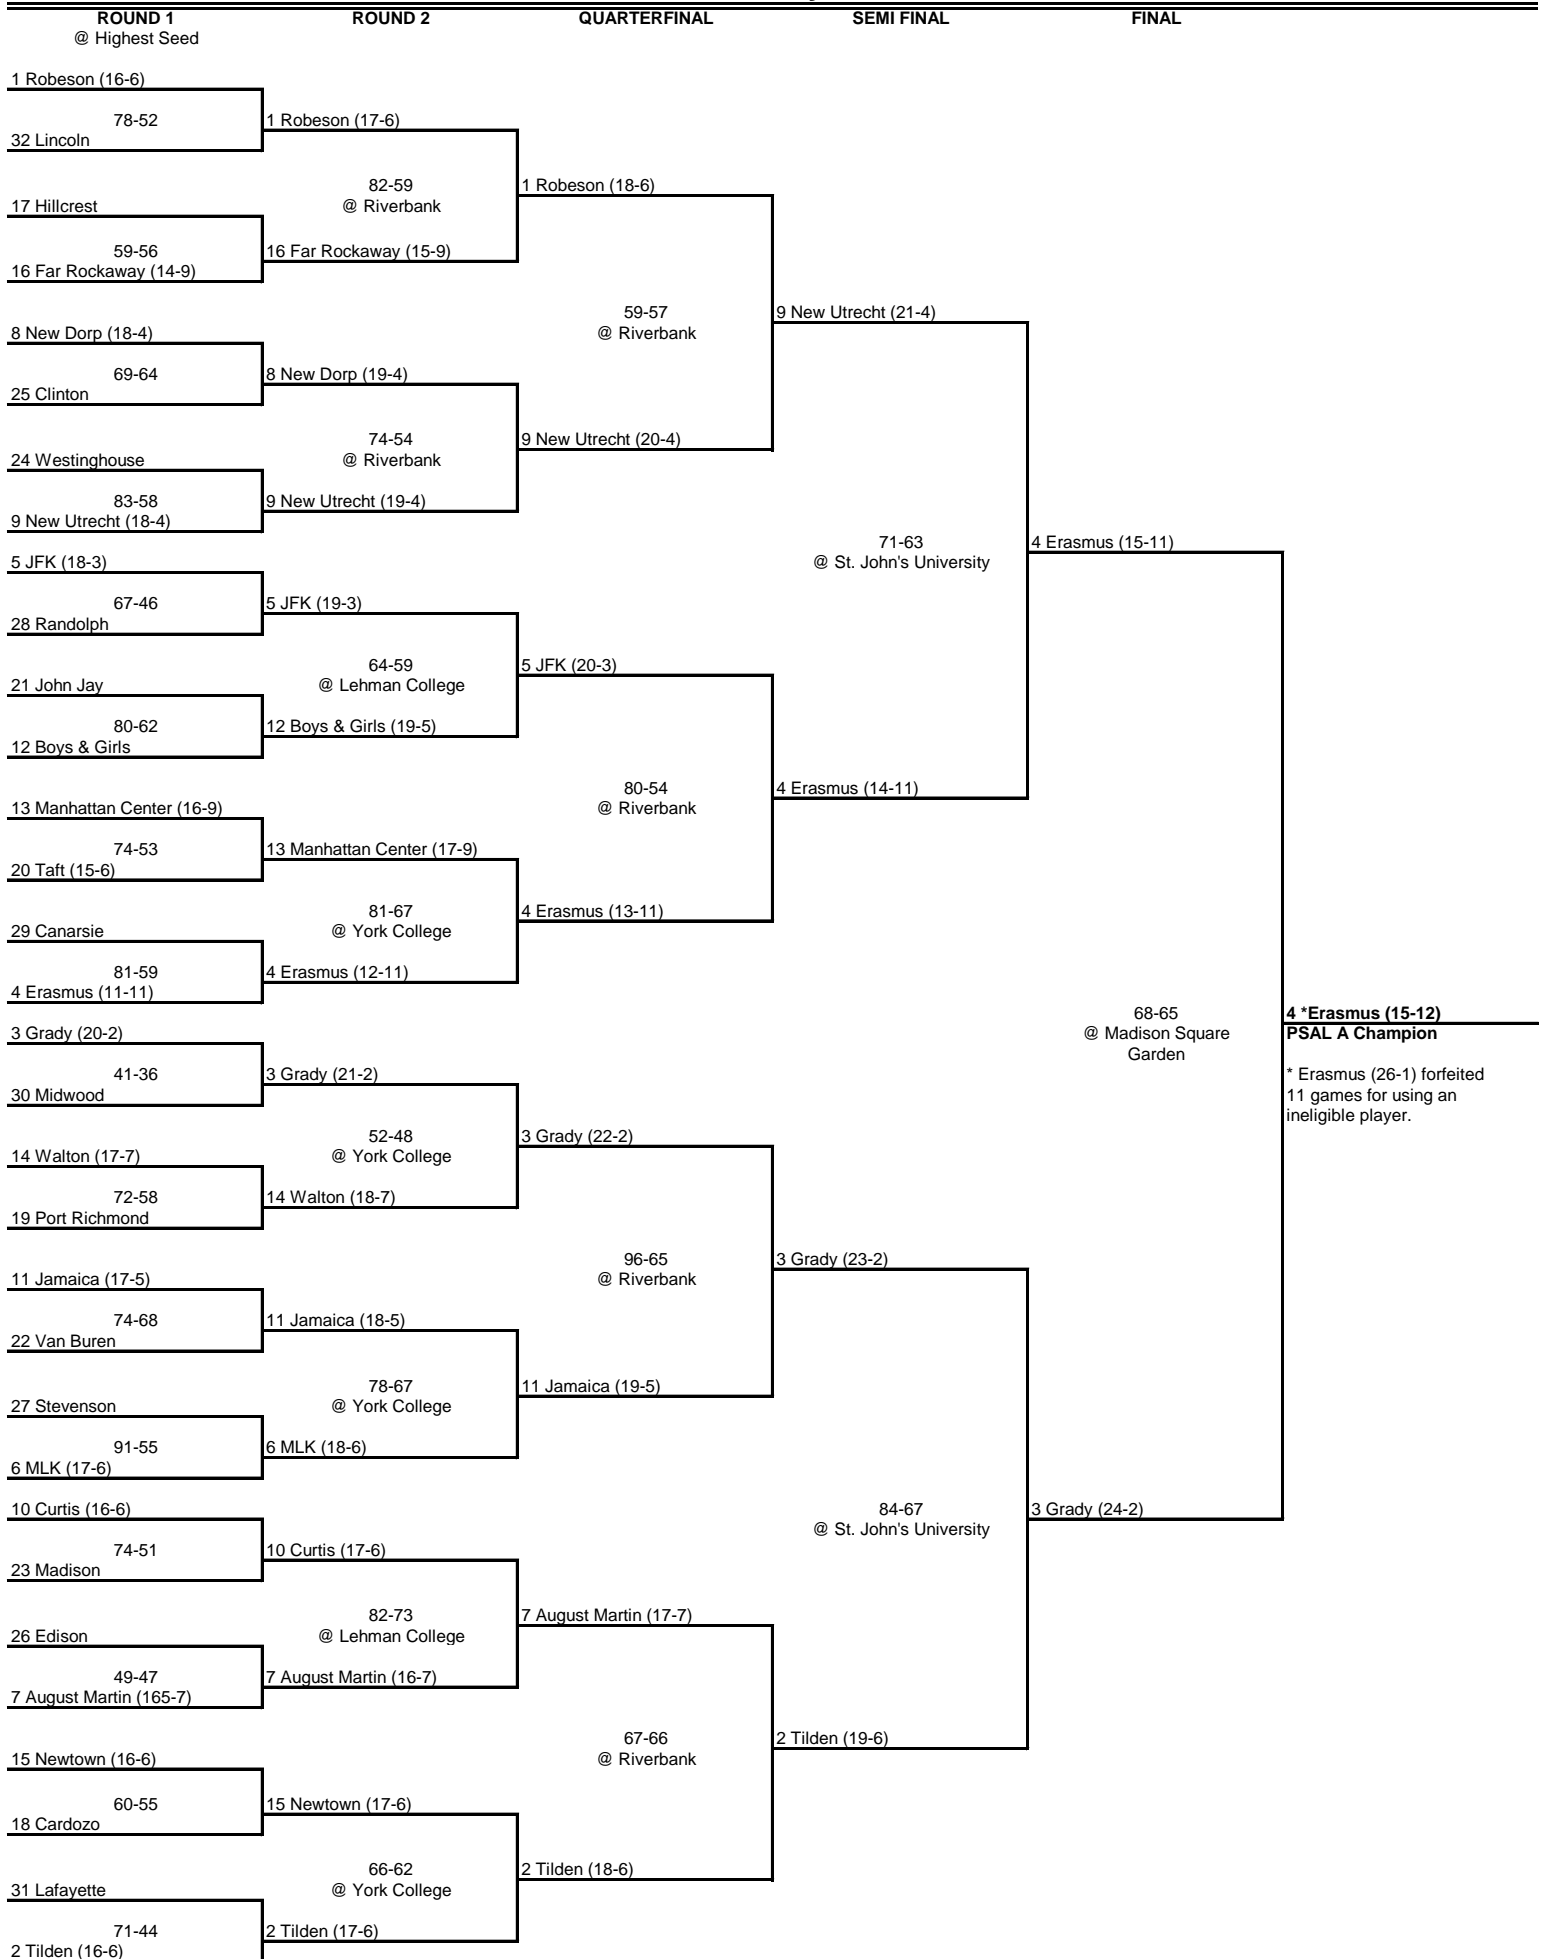 ROUND 1
@ Highest Seed
ROUND 2
QUARTERFINAL
SEMI FINAL
FINAL
1 Robeson (16-6)
78-52
32 Lincoln
1 Robeson (17-6)
17 Hillcrest
59-56
16 Far Rockaway (14-9)
82-59
@ Riverbank
16 Far Rockaway (15-9)
1 Robeson (18-6)
8 New Dorp (18-4)
69-64
25 Clinton
8 New Dorp (19-4)
59-57
@ Riverbank
9 New Utrecht (21-4)
24 Westinghouse
83-58
9 New Utrecht (18-4)
74-54
@ Riverbank
9 New Utrecht (19-4)
9 New Utrecht (20-4)
5 JFK (18-3)
67-46
28 Randolph
5 JFK (19-3)
71-63
@ St. John's University
4 Erasmus (15-11)
21 John Jay
80-62
12 Boys & Girls
64-59
@ Lehman College
12 Boys & Girls (19-5)
5 JFK (20-3)
13 Manhattan Center (16-9)
74-53
20 Taft (15-6)
13 Manhattan Center (17-9)
80-54
@ Riverbank
4 Erasmus (14-11)
29 Canarsie
81-59
4 Erasmus (11-11)
81-67
@ York College
4 Erasmus (12-11)
4 Erasmus (13-11)
3 Grady (20-2)
41-36
30 Midwood
3 Grady (21-2)
68-65
@ Madison Square
Garden
4 *Erasmus (15-12)
PSAL A Champion
* Erasmus (26-1) forfeited
11 games for using an
ineligible player.
14 Walton (17-7)
72-58
19 Port Richmond
52-48
@ York College
14 Walton (18-7)
3 Grady (22-2)
11 Jamaica (17-5)
74-68
22 Van Buren
11 Jamaica (18-5)
96-65
@ Riverbank
3 Grady (23-2)
27 Stevenson
91-55
6 MLK (17-6)
78-67
@ York College
6 MLK (18-6)
11 Jamaica (19-5)
10 Curtis (16-6)
74-51
23 Madison
10 Curtis (17-6)
84-67
@ St. John's University
3 Grady (24-2)
26 Edison
49-47
7 August Martin (165-7)
82-73
@ Lehman College
7 August Martin (16-7)
7 August Martin (17-7)
15 Newtown (16-6)
60-55
18 Cardozo
15 Newtown (17-6)
67-66
@ Riverbank
2 Tilden (19-6)
31 Lafayette
71-44
2 Tilden (16-6)
66-62
@ York College
2 Tilden (17-6)
2 Tilden (18-6)